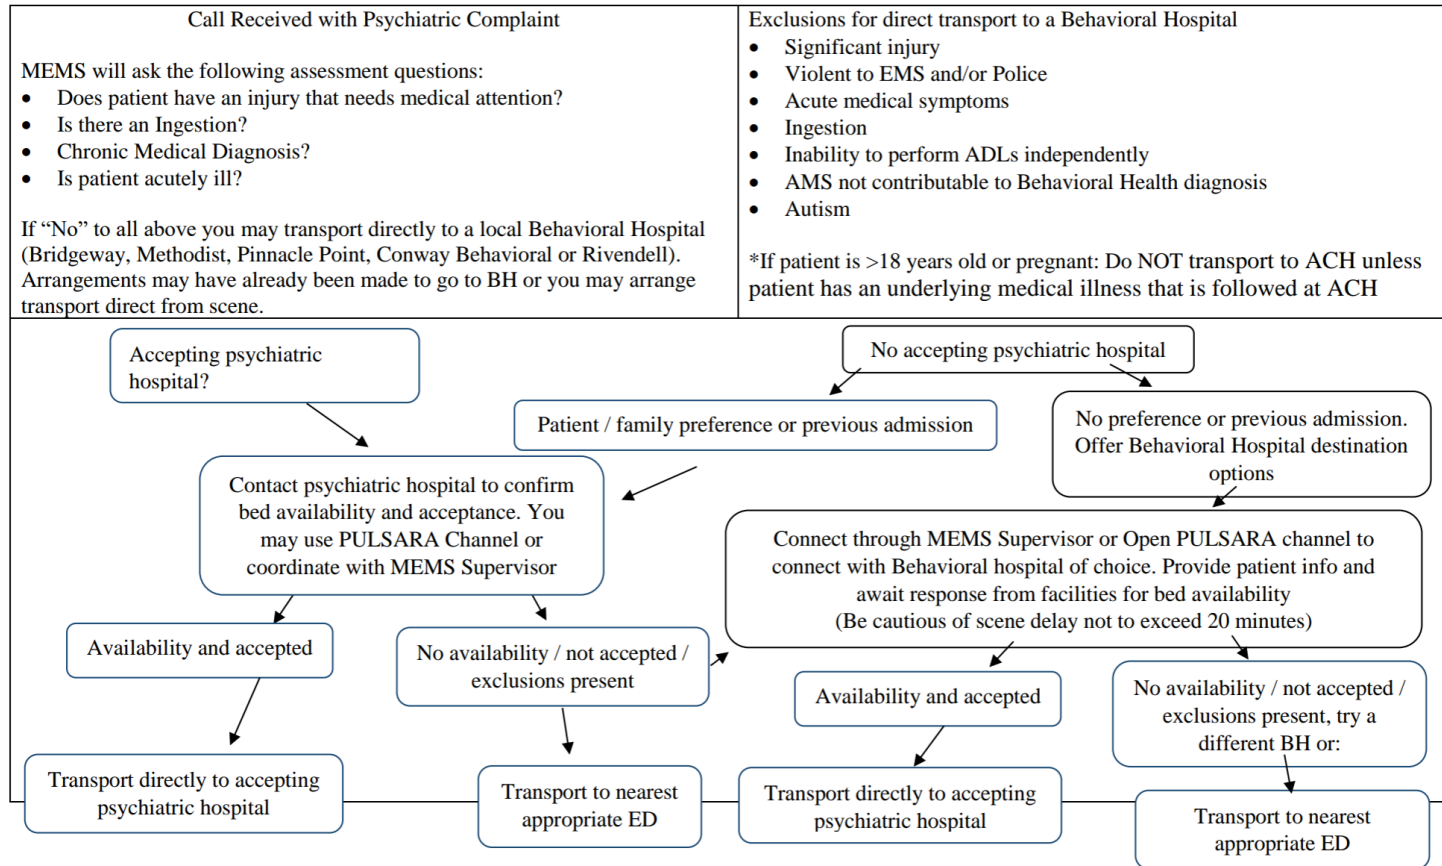 Call Received with Psychiatric Complaint
MEMS will ask the following assessment questions:
• Does patient have an injury that needs medical attention?
• Is there an Ingestion?
• Chronic Medical Diagnosis?
• Is patient acutely ill?
If “No” to all above you may transport directly to a local Behavioral Hospital
(Bridgeway, Methodist, Pinnacle Point, Conway Behavioral or Rivendell).
Arrangements may have already been made to go to BH or you may arrange
transport direct from scene.
Exclusions for direct transport to a Behavioral Hospital
• Significant injury
• Violent to EMS and/or Police
• Acute medical symptoms
• Ingestion
• Inability to perform ADLs independently
• AMS not contributable to Behavioral Health diagnosis
• Autism
*If patient is >18 years old or pregnant: Do NOT transport to ACH unless
patient has an underlying medical illness that is followed at ACH
Accepting psychiatric
hospital?
No accepting psychiatric hospital
Patient / family preference or previous admission
No preference or previous admission.
Offer Behavioral Hospital destination
options
Contact psychiatric hospital to confirm
bed availability and acceptance. You
may use PULSARA Channel or
coordinate with MEMS Supervisor
Connect through MEMS Supervisor or Open PULSARA channel to
connect with Behavioral hospital of choice. Provide patient info and
await response from facilities for bed availability
(Be cautious of scene delay not to exceed 20 minutes)
Availability and accepted
No availability / not accepted /
exclusions present
Availability and accepted
No availability / not accepted /
exclusions present, try a
different BH or:
Transport directly to accepting
psychiatric hospital
Transport to nearest
appropriate ED
Transport directly to accepting
psychiatric hospital
Transport to nearest
appropriate ED